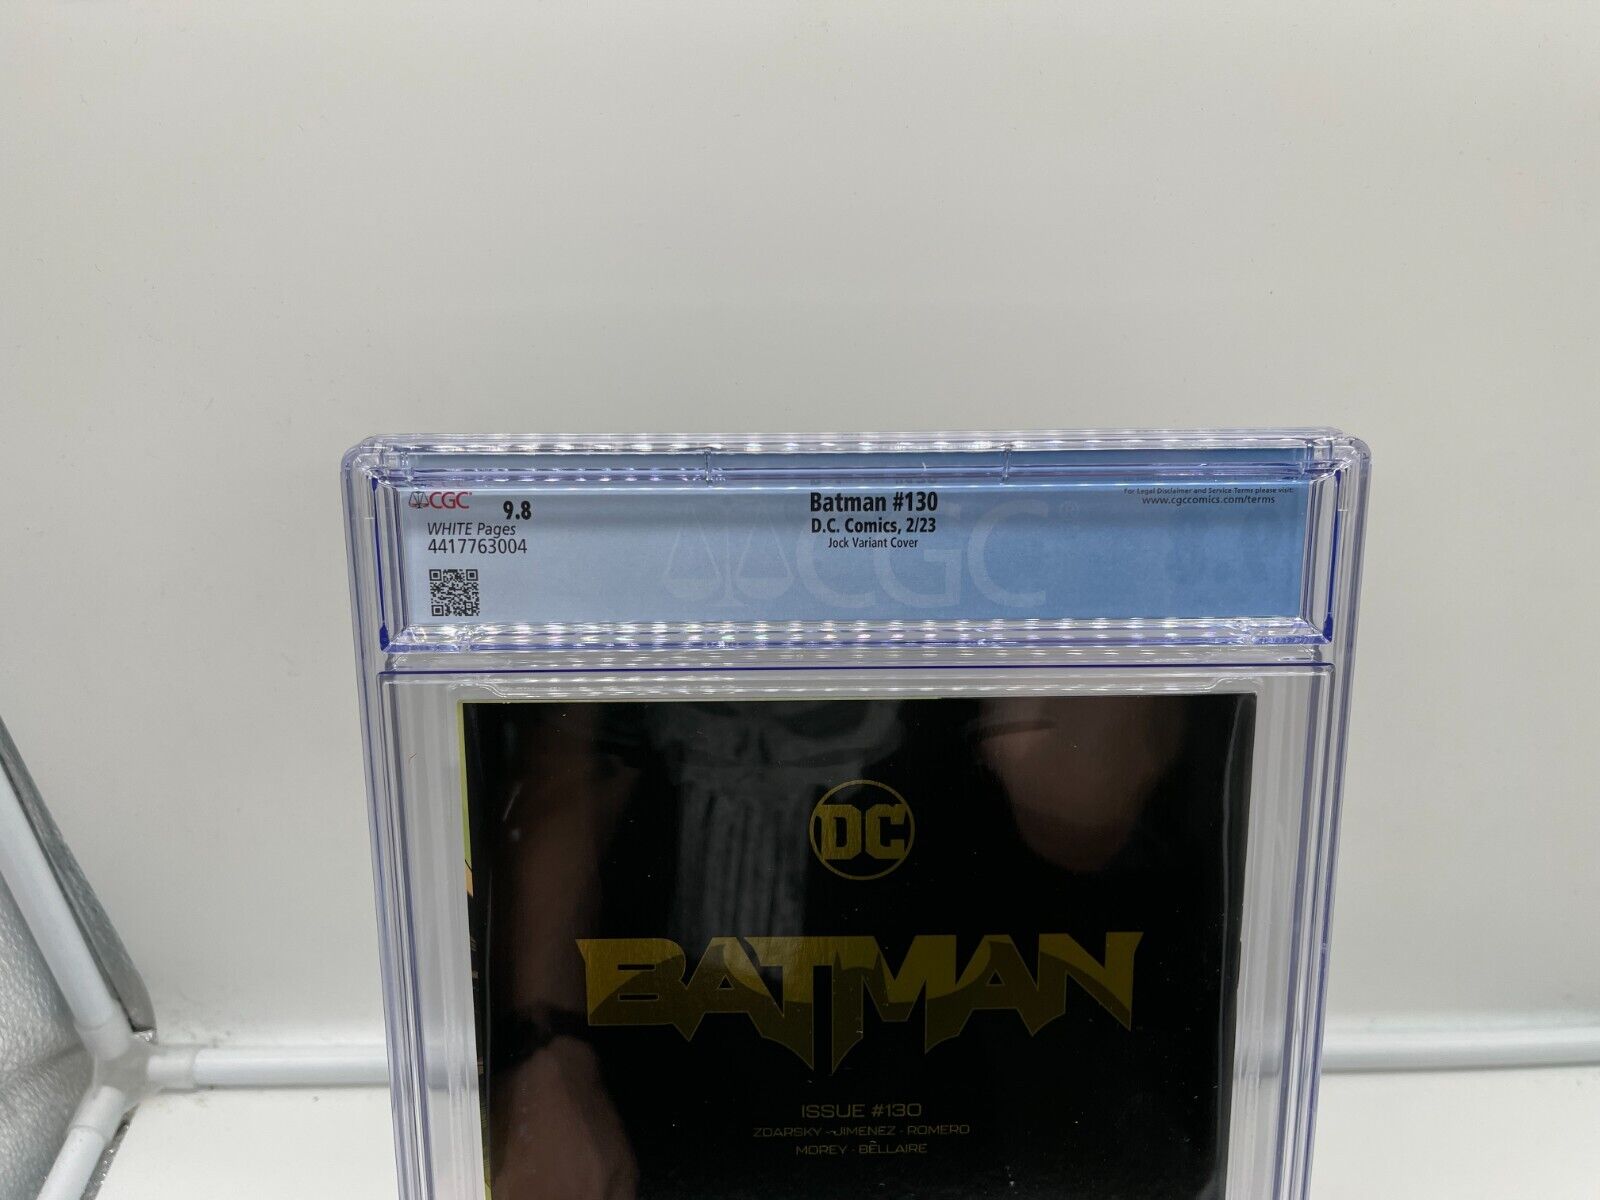 CGC 9.8
WHITE Pages
4417763004
Batman #130
D.C. Comics, 2/23
Jock Variant Cover
For Legal Disclaimer and Service Terms please visit:
www.cgccomics.com/terms
CGC®
DC
BATMAN
ISSUE #130
ZDARSKY - JIMENEZ - ROMERO
MOREY - BELLAIRE